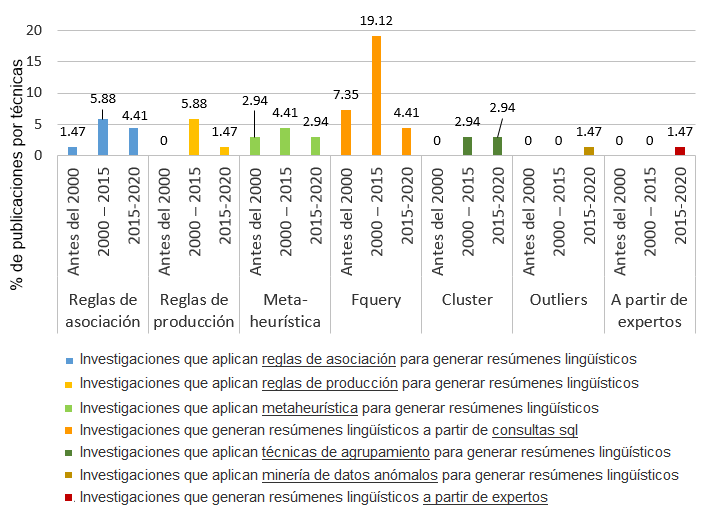 % de publicaciones por técnicas
20
15
10
5
0
1.47
5.88
4.41
0
5.88
1.47
2.94
4.41
2.94
7.35
19.12
4.41
0
2.94
2.94
0
0
1.47
0
0
1.47
Antes del 2000
2000 – 2015
2015-2020
Antes del 2000
2000 – 2015
2015-2020
Antes del 2000
2000 – 2015
2015-2020
Antes del 2000
2000 – 2015
2015-2020
Antes del 2000
2000 – 2015
2015-2020
Antes del 2000
2000 – 2015
2015-2020
Antes del 2000
2000 – 2015
2015-2020
Reglas de
asociación
Reglas de
producción
Meta-
heurística
Fquery
Cluster
Outliers
A partir de
expertos
Investigaciones que aplican reglas de asociación para generar resúmenes lingüísticos
Investigaciones que aplican reglas de producción para generar resúmenes lingüísticos
Investigaciones que aplican metaheurística para generar resúmenes lingüísticos
Investigaciones que generan resúmenes lingüísticos a partir de consultas sql
Investigaciones que aplican técnicas de agrupamiento para generar resúmenes lingüísticos
Investigaciones que aplican minería de datos anómalos para generar resúmenes lingüísticos
Investigaciones que generan resúmenes lingüísticos a partir de expertos